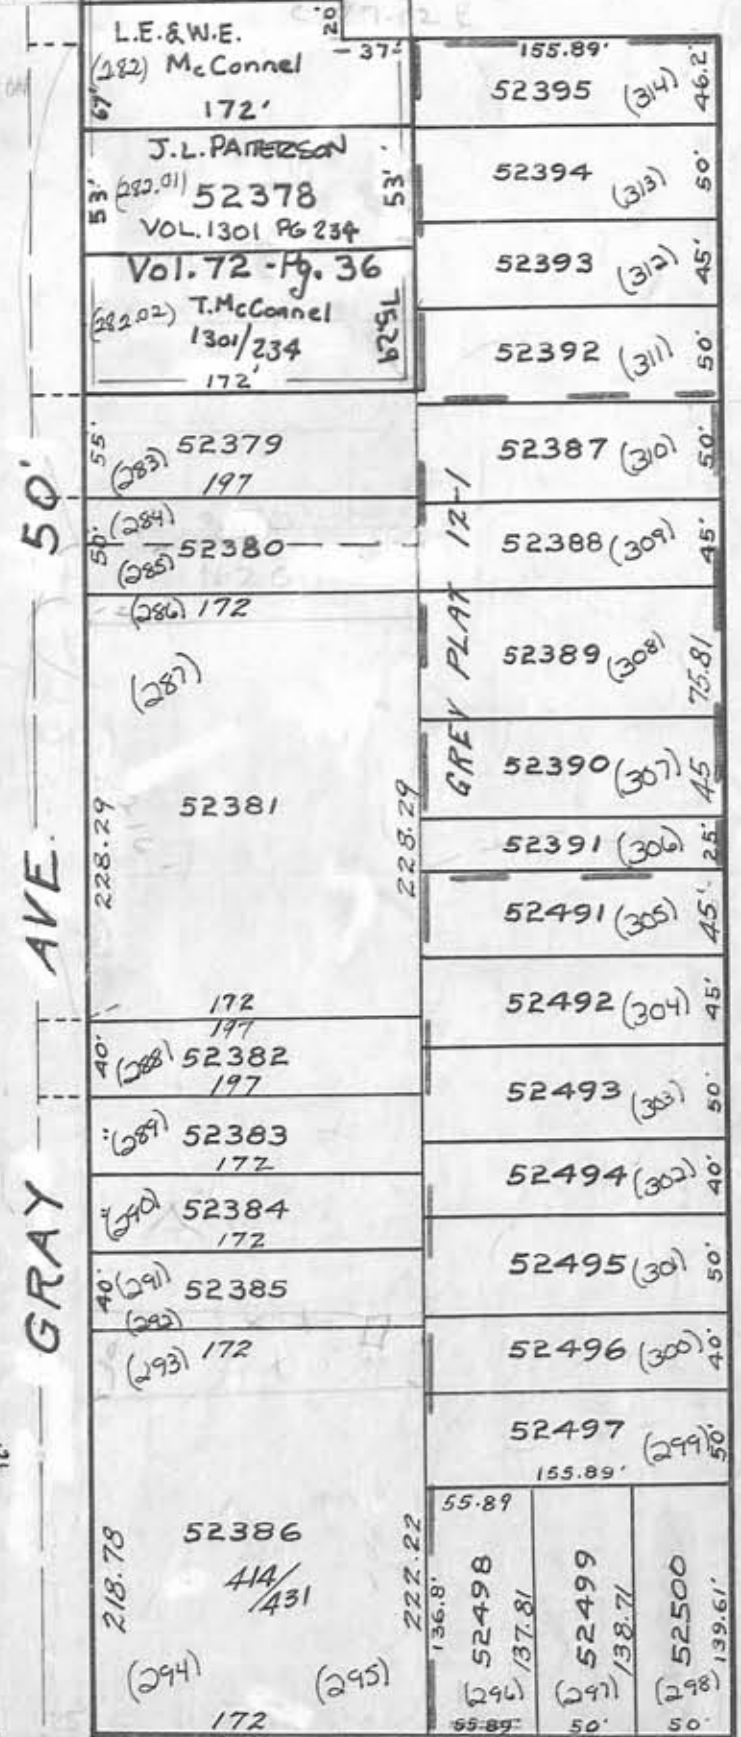 GRAY AVE. 50'
L.E. & W.E.
(282) McConnel
20'
37'
67'
172'
J.L. PATTERSON
53' (282.01) 52378 53'
VOL. 1301 PG 234
Vol. 72 - Pg. 36
(282.02) T. McConnel
1301/234
75.29
172'
55' (283) 52379
197
(284)
50' 52380
(285)
(286) 172
(287)
52381
228.29 228.29
172
197
40' (288) 52382
197
" (289) 52383
172
" (290) 52384
172
40' (291) 52385
(292)
(293) 172
52386
414/431
218.78 222.22
(294) (295)
172
155.89'
52395 (314) 46.2'
52394 (313) 50'
52393 (312) 45'
52392 (311) 50'
GREY PLAT 12-1
52387 (310) 50'
52388 (309) 45'
52389 (308) 75.81
52390 (307) 45
52391 (306) 25'
52491 (305) 45'
52492 (304) 45'
52493 (303) 50'
52494 (302) 40'
52495 (301) 50'
52496 (300) 40'
52497 (299) 50'
155.89'
55.89
136.8' 52498 137.81
(296)
55.89
52499 138.71
(297)
50'
52500 139.61'
(298)
50'